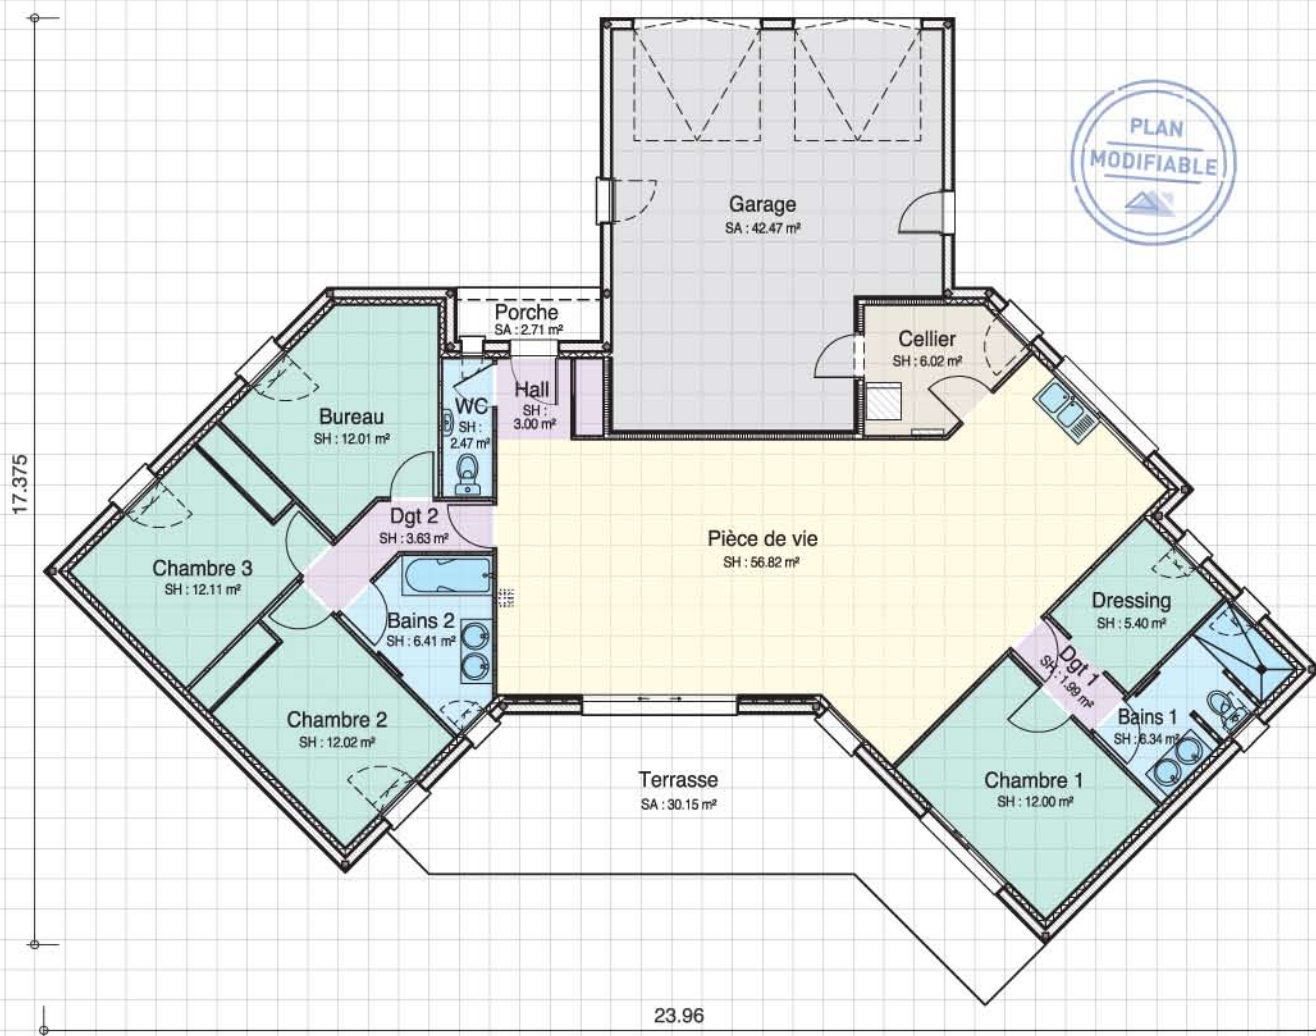 PLAN
MODIFIABLE
Garage
SA : 42.47 m²
Porche
SA : 2.71 m²
Cellier
SH : 6.02 m²
Hall
SH :
3.00 m²
WC
SH :
2.47 m²
Bureau
SH : 12.01 m²
17.375
Dgt 2
SH : 3.63 m²
Pièce de vie
SH : 56.82 m²
Chambre 3
SH : 12.11 m²
Bains 2
SH : 6.41 m²
Dressing
SH : 5.40 m²
Dgt 1
SH : 1.99 m²
Chambre 2
SH : 12.02 m²
Bains 1
SH : 6.34 m²
Terrasse
SA : 30.15 m²
Chambre 1
SH : 12.00 m²
23.96